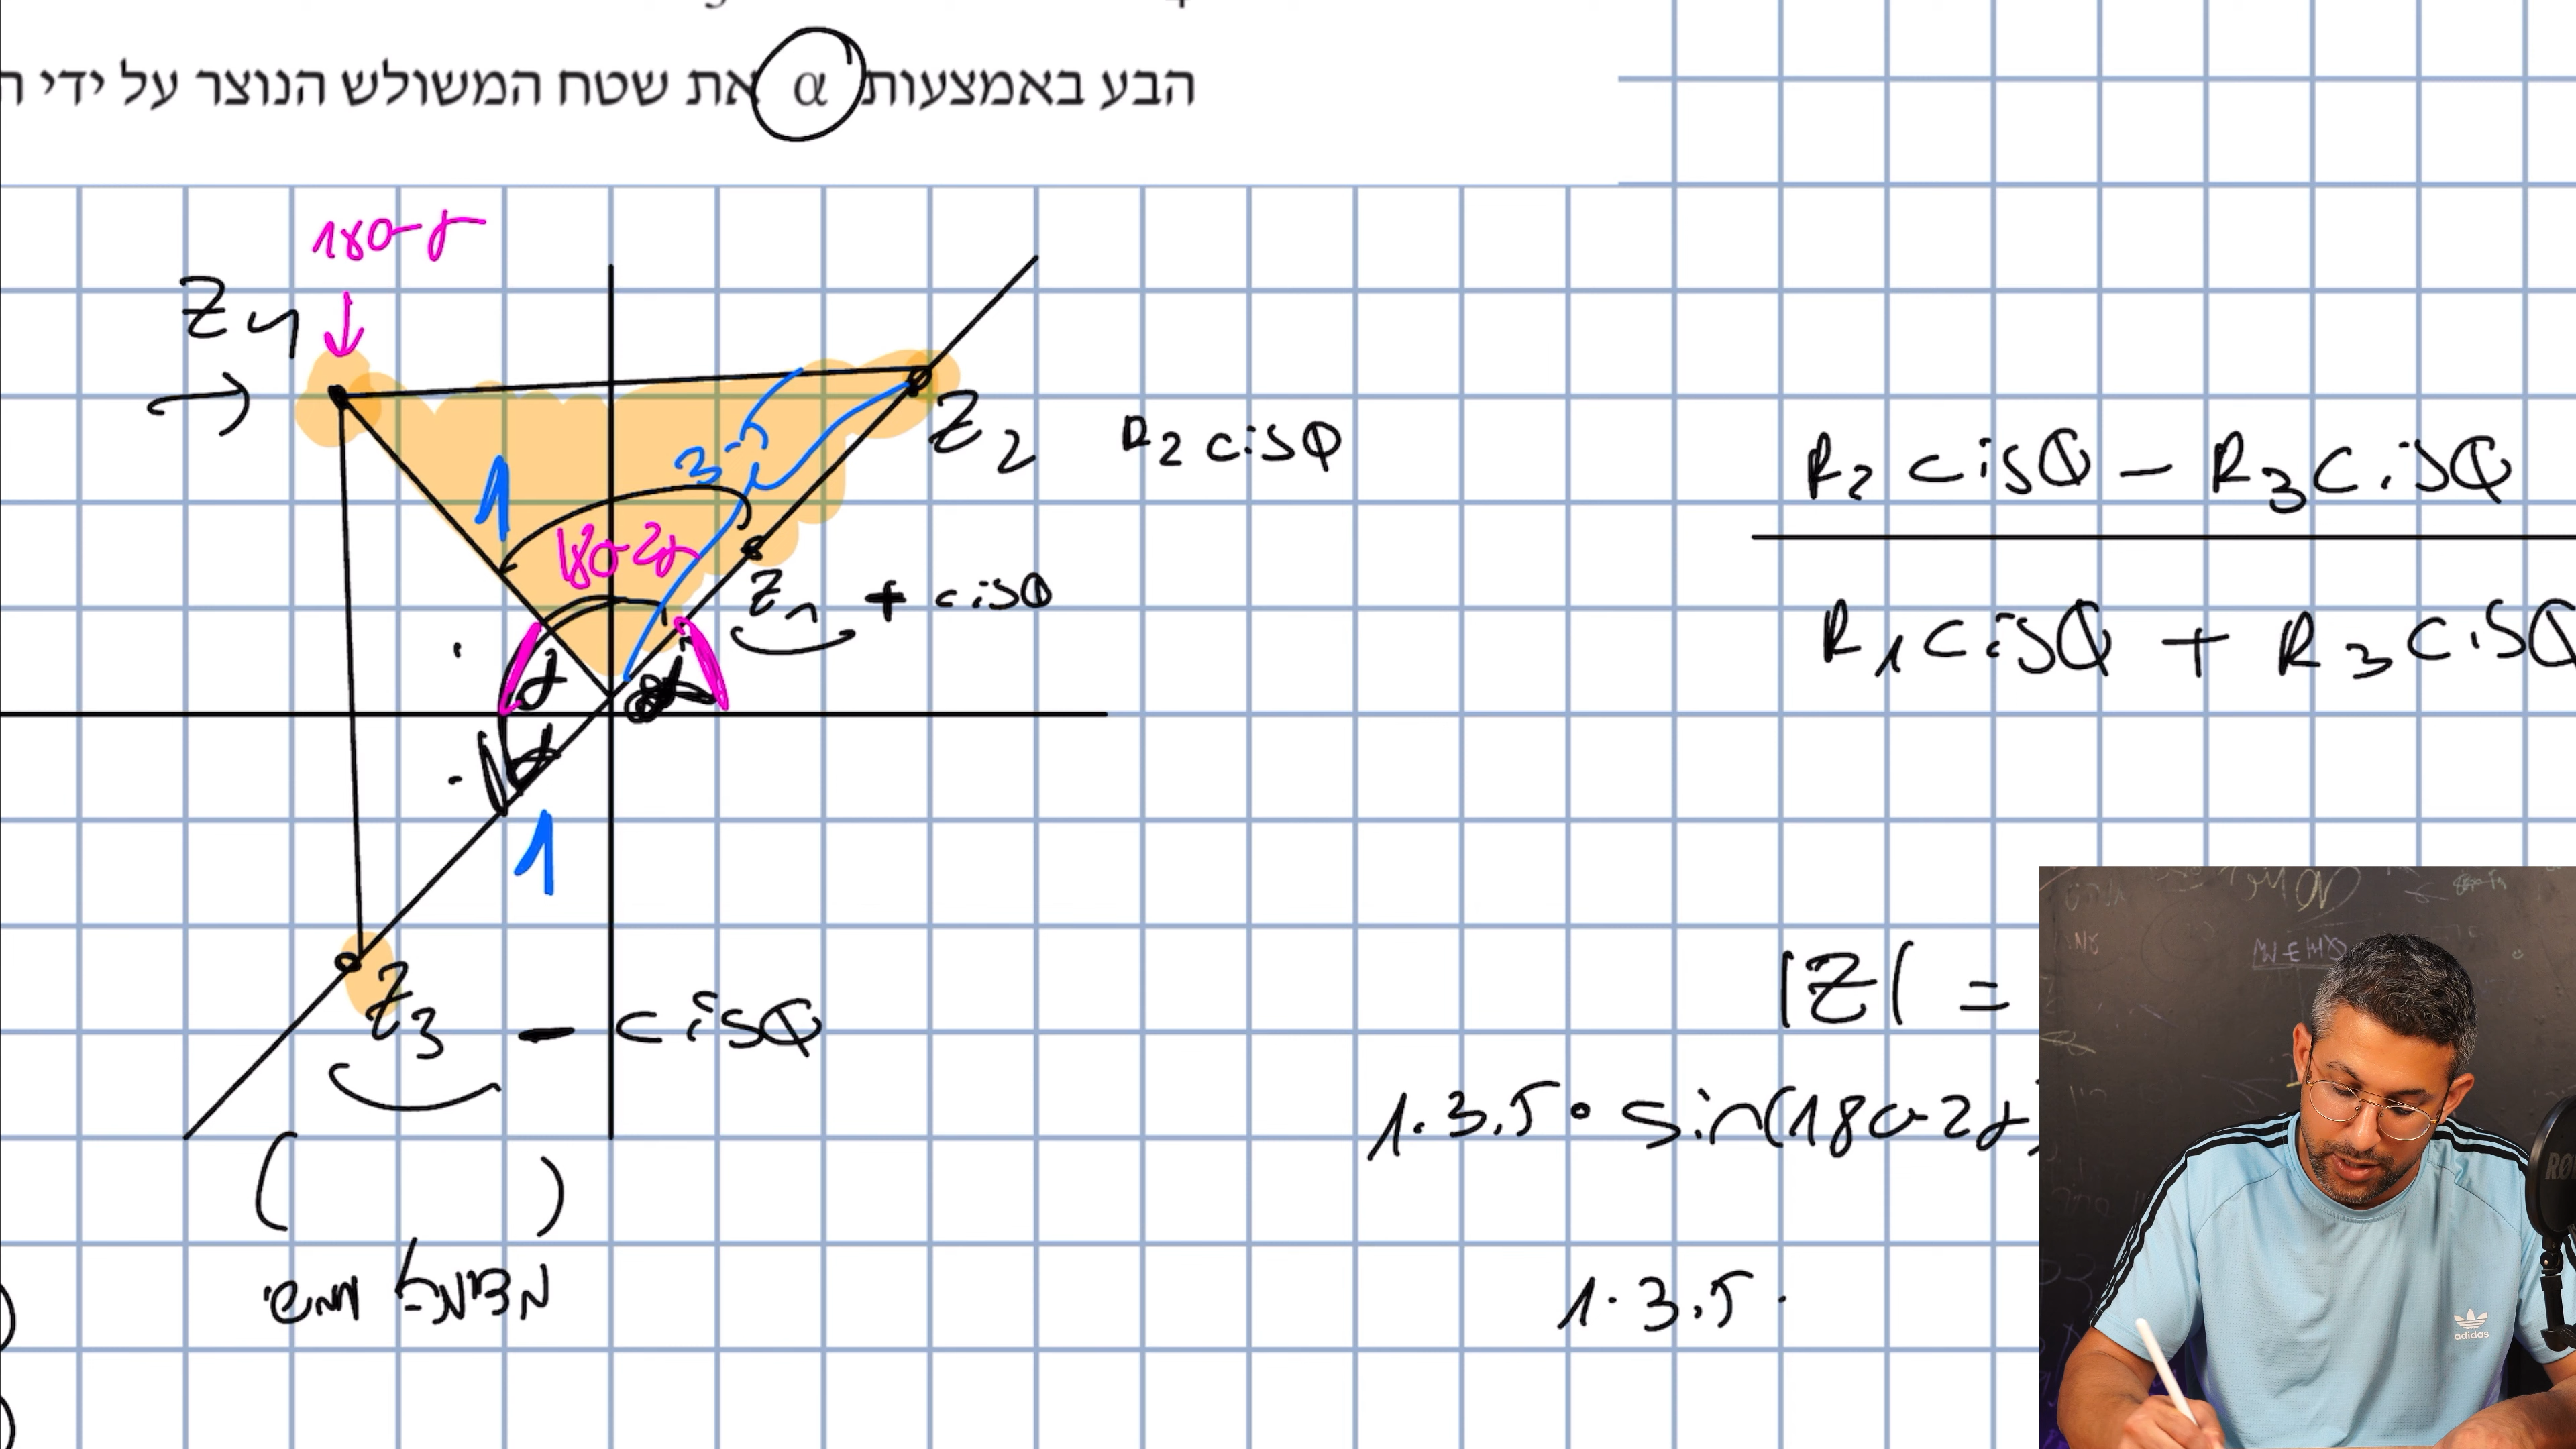 הבע באמצעות α את שטח המשולש הנוצר על ידי ה
180-α
Z4
Z2 R2 cisθ
1
3.5
180-2α
Z1 + cisθ
α
α
α
1
Z3 - cisθ
( )
R2 cisθ - R3 cisθ
R1 cisθ + R3 cisθ
|Z| =
1·3.5· sin(180-2α)
1·3.5·
adidas